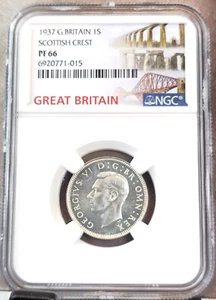 1937 G.BRITAIN 1S
SCOTTISH CREST
PF 66
6920771-015
GREAT BRITAIN
NGC
GEORGIVS VI D:G:BR:OMN:REX